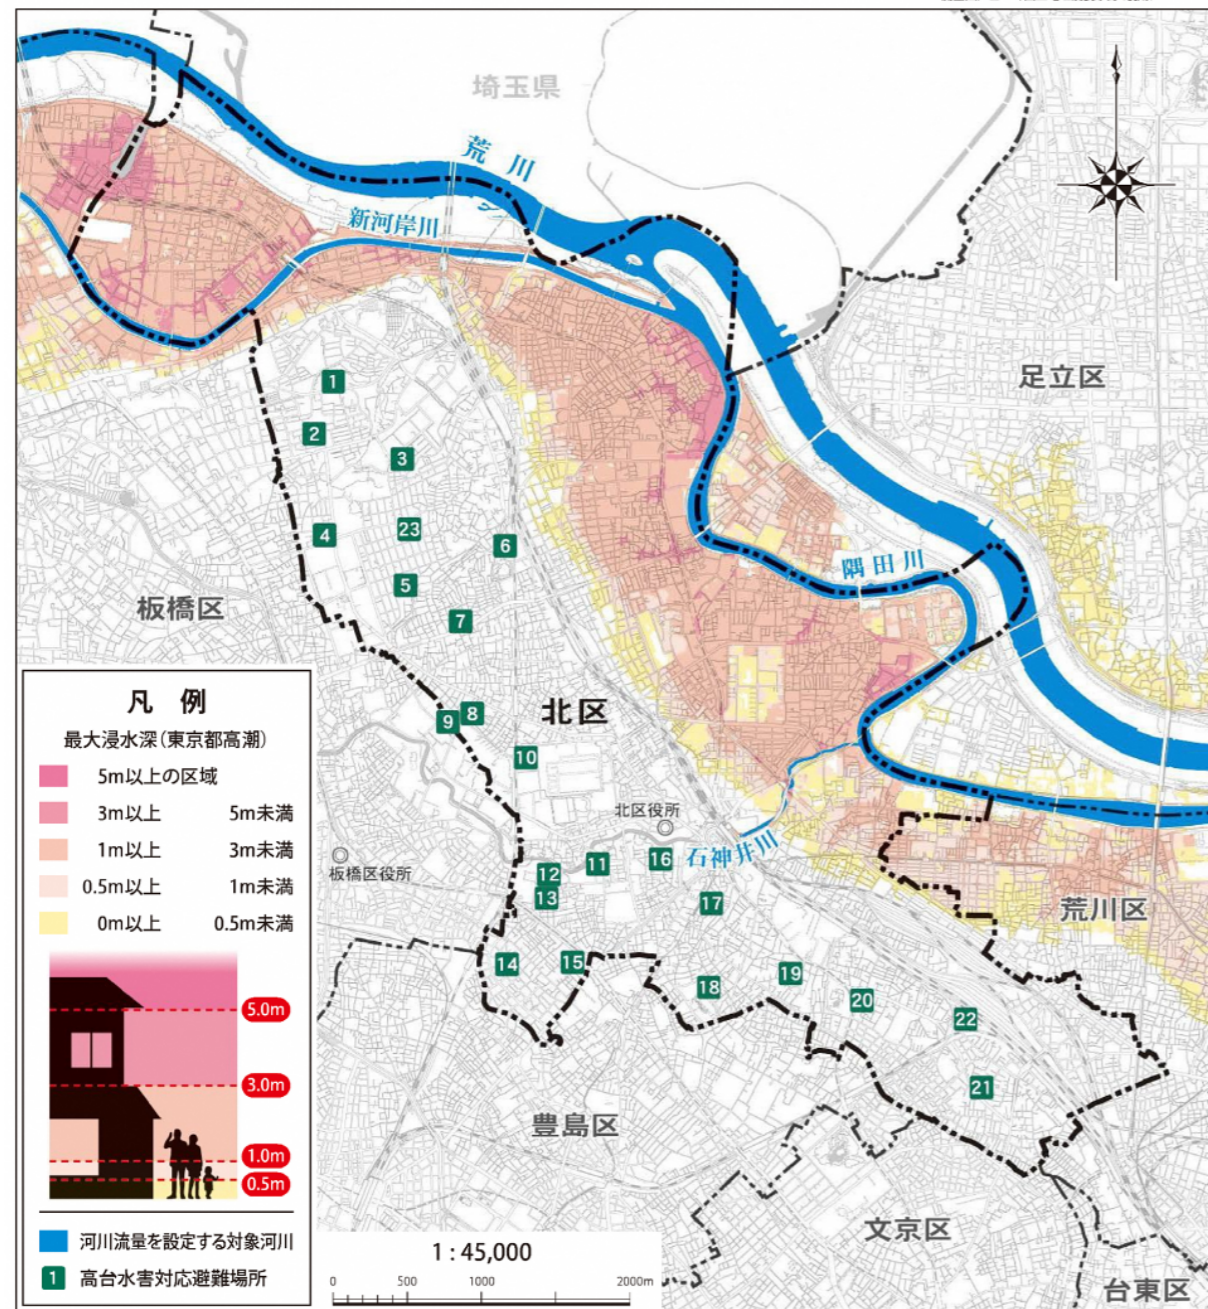 埼玉県
荒川
新河岸川
足立区
1
2
3
4
23
6
5
隅田川
板橋区
7
凡 例
最大浸水深（東京都高潮）
5m以上の区域
3m以上 5m未満
1m以上 3m未満
0.5m以上 1m未満
0m以上 0.5m未満
5.0m
3.0m
1.0m
0.5m
河川流量を設定する対象河川
1 高台水害対応避難場所
9
8
北区
10
北区役所
石神井川
板橋区役所
12
11
16
13
17
荒川区
14
15
18
19
20
22
21
豊島区
文京区
台東区
1：45,000
0 500 1000 2000m